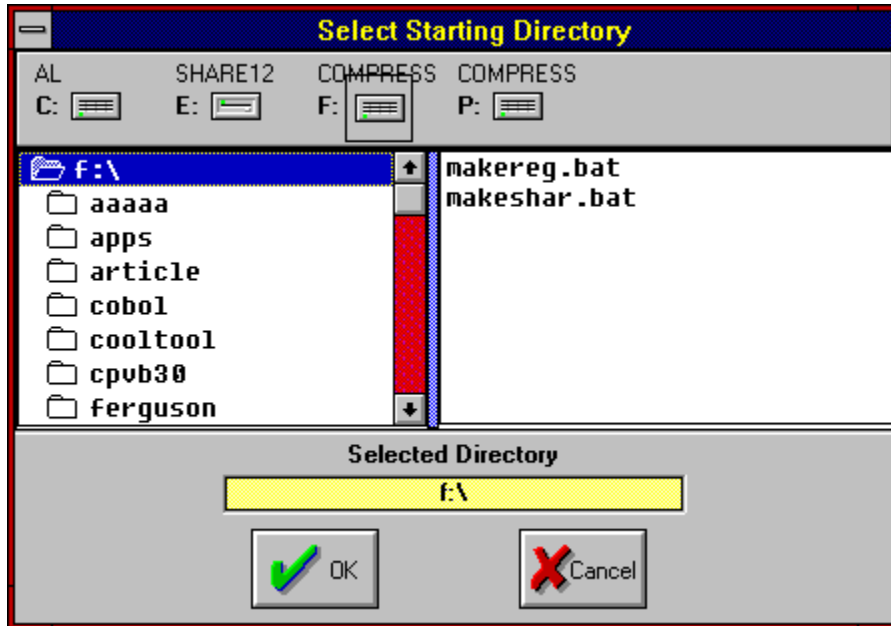 Select Starting Directory
AL SHARE12 COMPRESS COMPRESS
C: E: F: P:
f:\
aaaaa
apps
article
cobol
cooltool
cpvb30
ferguson
makereg.bat
makeshar.bat
Selected Directory
f:\
OK
Cancel